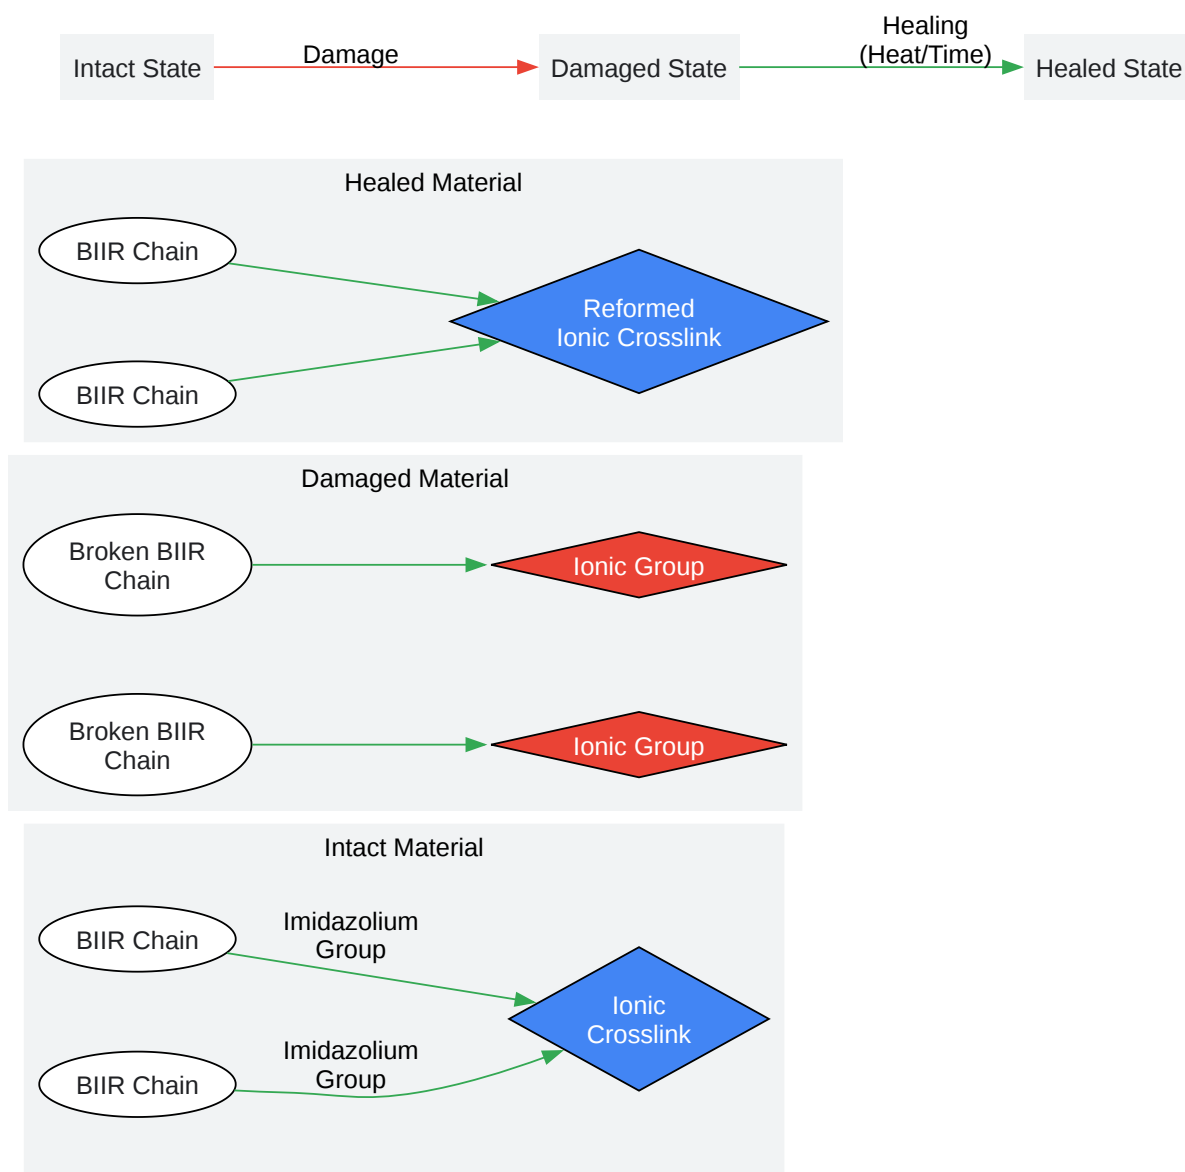 Intact State
Damage
Damaged State
Healing
(Heat/Time)
Healed State
Healed Material
BIIR Chain
BIIR Chain
Reformed
Ionic Crosslink
Damaged Material
Broken BIIR
Chain
Ionic Group
Broken BIIR
Chain
Ionic Group
Intact Material
BIIR Chain
Imidazolium
Group
BIIR Chain
Imidazolium
Group
Ionic
Crosslink